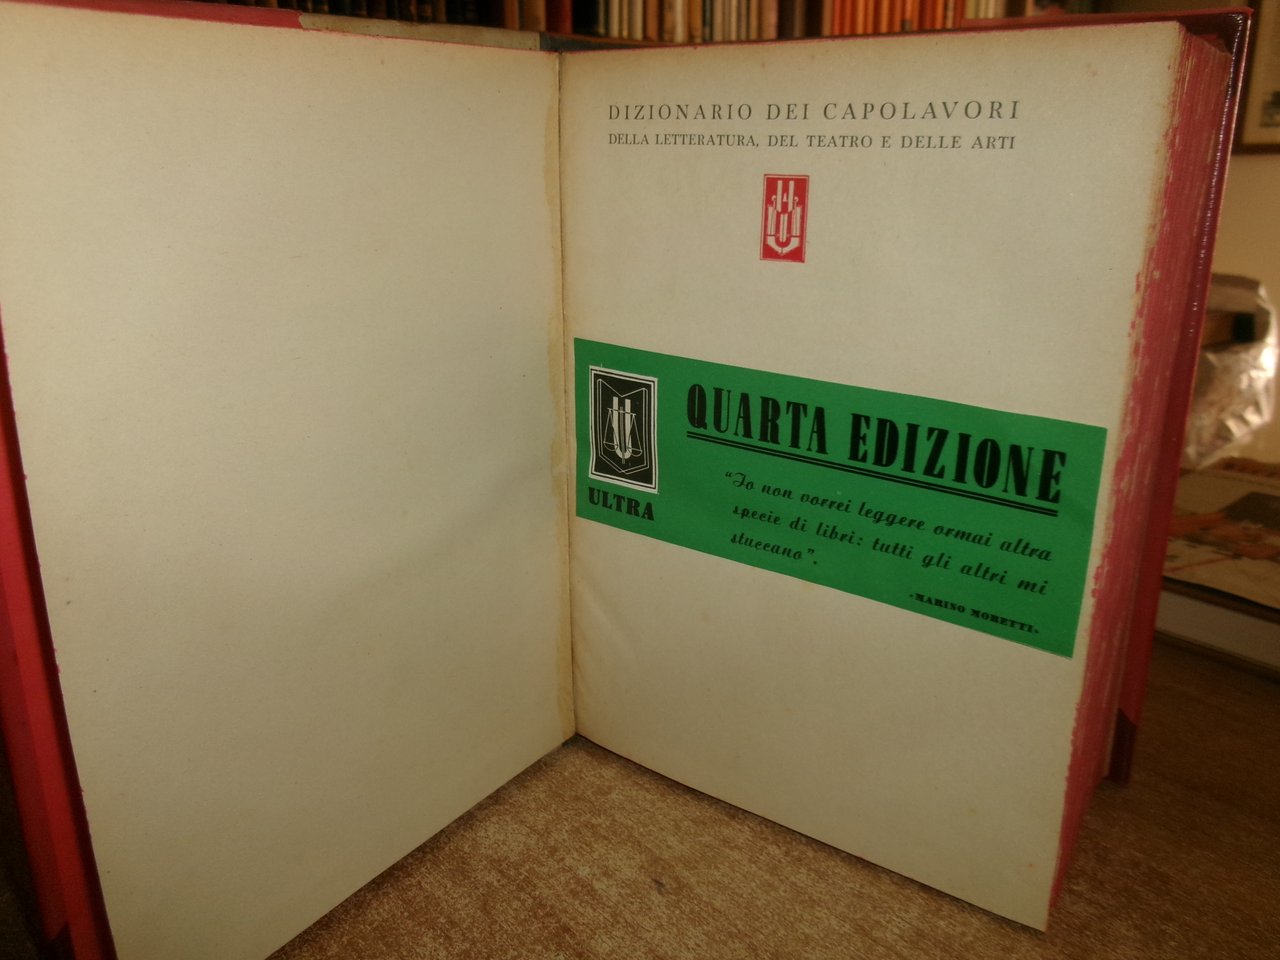 DIZIONARIO DEI CAPOLAVORI
DELLA LETTERATURA, DEL TEATRO E DELLE ARTI
QUARTA EDIZIONE
ULTRA
"Io non vorrei leggere ormai altra
specie di libri: tutti gli altri mi
stuccano".
«MARINO MORETTI»